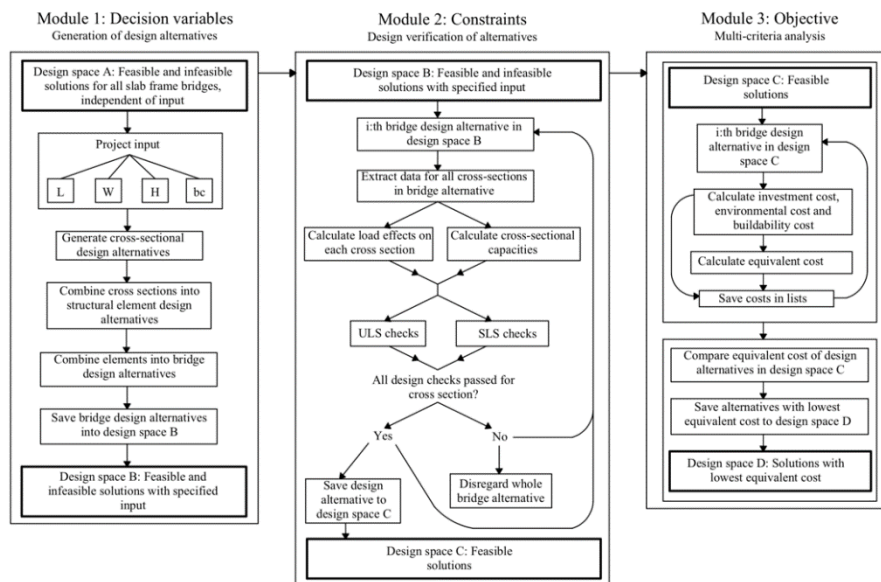 Module 1: Decision variables
Generation of design alternatives
Design space A: Feasible and infeasible
solutions for all slab frame bridges,
independent of input
Project input
L
W
H
bc
Generate cross-sectional
design alternatives
Combine cross sections into
structural element design
alternatives
Combine elements into bridge
design alternatives
Save bridge design alternatives
into design space B
Design space B: Feasible and
infeasible solutions with specified
input
Module 2: Constraints
Design verification of alternatives
Design space B: Feasible and infeasible
solutions with specified input
i:th bridge design alternative in
design space B
Extract data for all cross-sections
in bridge alternative
Calculate load effects on
each cross section
Calculate cross-sectional
capacities
ULS checks
SLS checks
All design checks passed for
cross section?
Yes
No
Save design
alternative to
design space C
Disregard whole
bridge alternative
Design space C: Feasible
solutions
Module 3: Objective
Multi-criteria analysis
Design space C: Feasible
solutions
i:th bridge design
alternative in design
space C
Calculate investment cost,
environmental cost and
buildability cost
Calculate equivalent cost
Save costs in lists
Compare equivalent cost of design
alternatives in design space C
Save alternatives with lowest
equivalent cost to design space D
Design space D: Solutions with
lowest equivalent cost